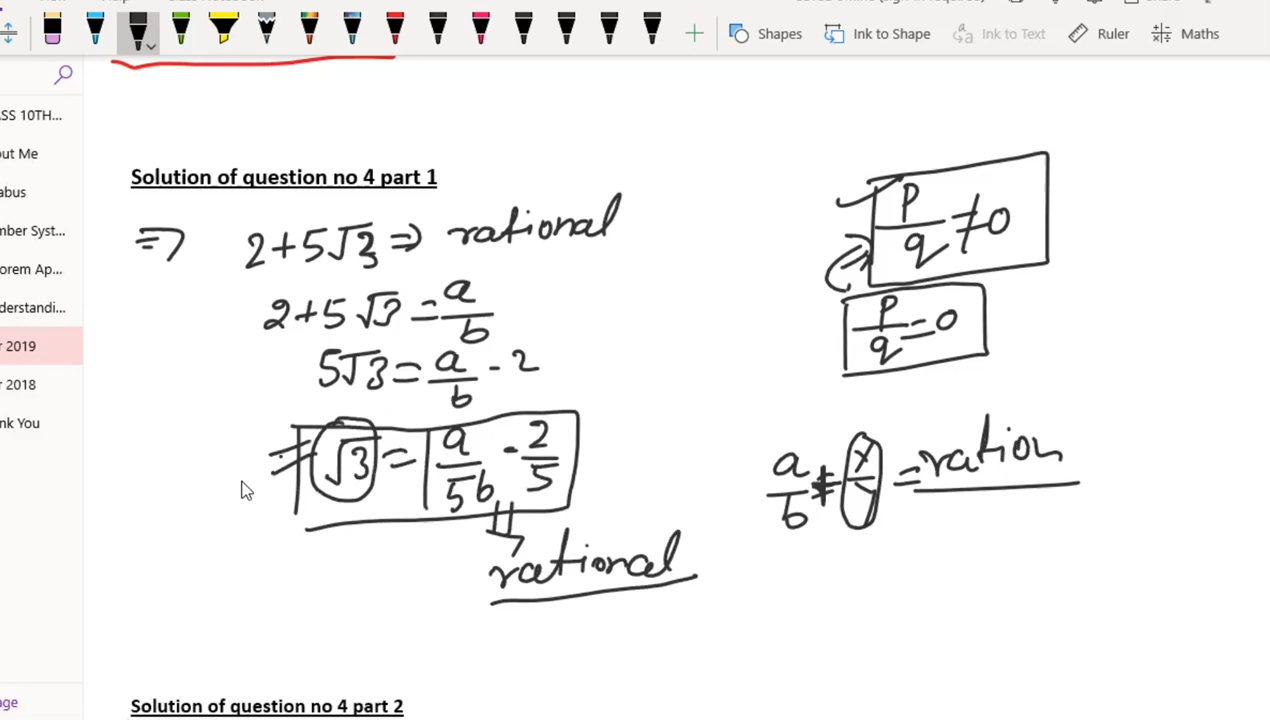 Shapes
Ink to Shape
Ink to Text
Ruler
Maths
ASS 10TH...
out Me
abus
mber Syst...
orem Ap...
derstandi...
r 2019
r 2018
nk You
age
Solution of question no 4 part 1
⇒ 2+5√3 ⇒ rational
2+5√3 = a/b
5√3 = a/b - 2
√3 = a/5b - 2/5
rational
p/q ≠ 0
p/q = 0
a/b ± x/y = ration
Solution of question no 4 part 2